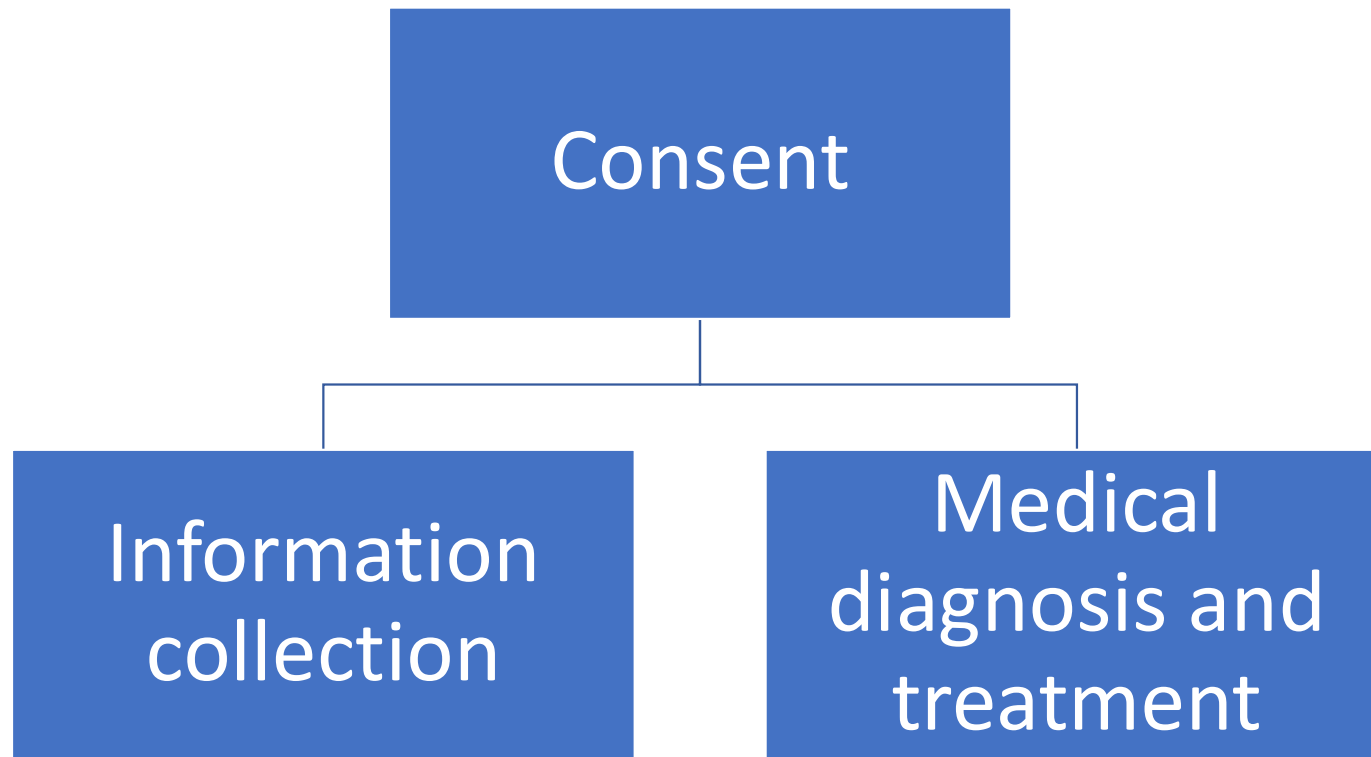 Consent
Information
collection
Medical
diagnosis and
treatment